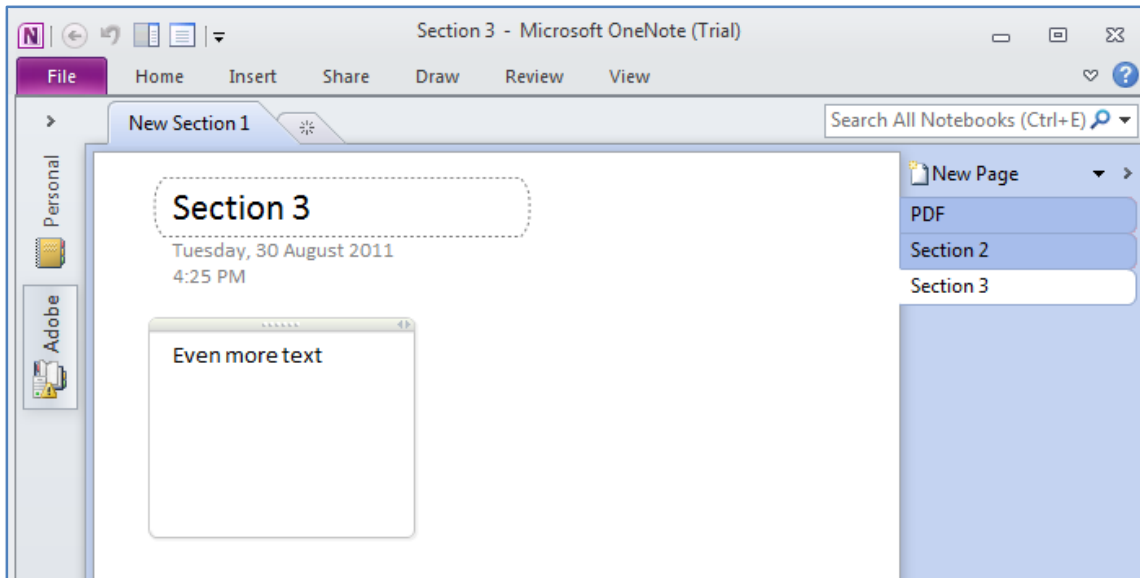 Section 3 - Microsoft OneNote (Trial)
File Home Insert Share Draw Review View
New Section 1
Search All Notebooks (Ctrl+E)
Personal
Adobe
Section 3
Tuesday, 30 August 2011
4:25 PM
Even more text
New Page
PDF
Section 2
Section 3